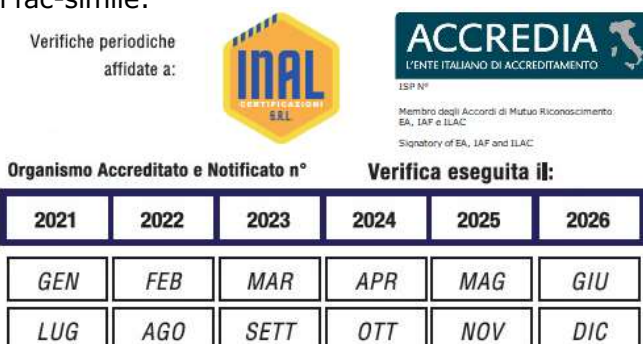 fac-simile:
Verifiche periodiche
affidate a:
INAL
CERTIFICAZIONI
S.R.L.
ACCREDIA
L'ENTE ITALIANO DI ACCREDITAMENTO
ISP N°
Membro degli Accordi di Mutuo Riconoscimento
EA, IAF e ILAC
Signatory of EA, IAF and ILAC
Organismo Accreditato e Notificato n°
Verifica eseguita il:
2021 2022 2023 2024 2025 2026
GEN FEB MAR APR MAG GIU
LUG AGO SETT OTT NOV DIC